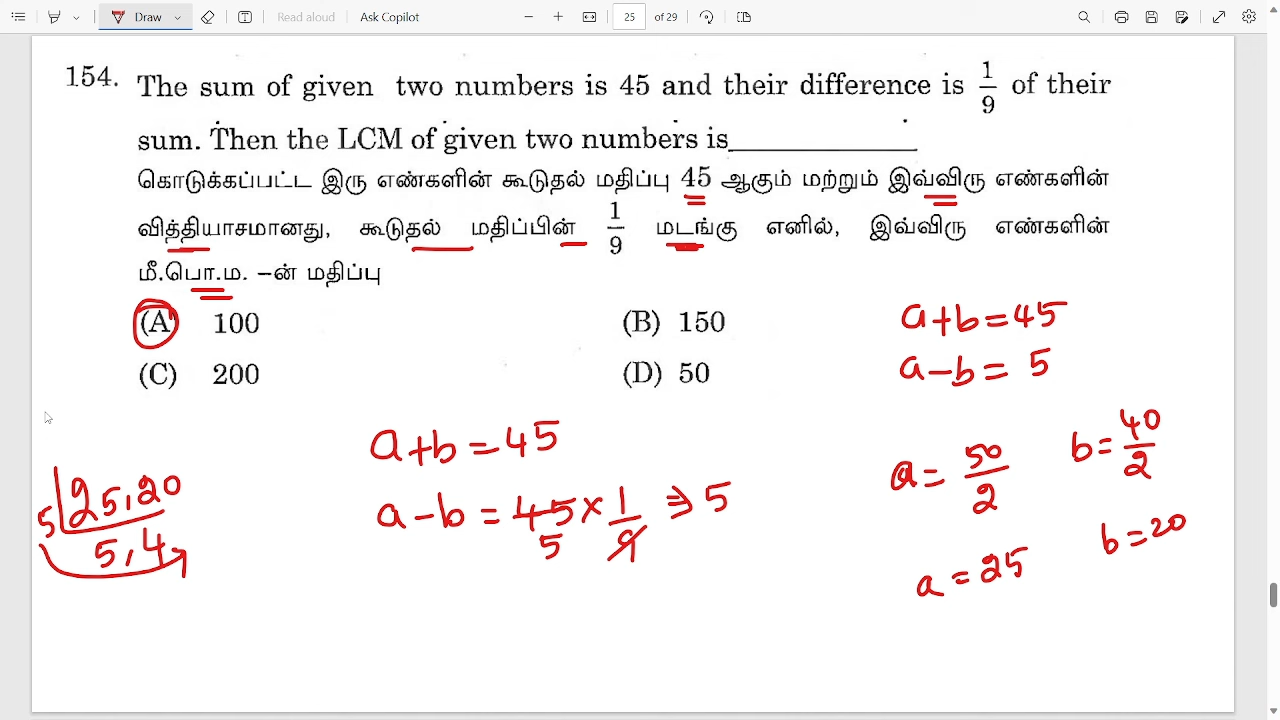 Draw
Read aloud
Ask Copilot
25 of 29
154. The sum of given two numbers is 45 and their difference is 1/9 of their
sum. Then the LCM of given two numbers is____________
கொடுக்கப்பட்ட இரு எண்களின் கூடுதல் மதிப்பு 45 ஆகும் மற்றும் இவ்விரு எண்களின்
வித்தியாசமானது, கூடுதல் மதிப்பின் 1/9 மடங்கு எனில், இவ்விரு எண்களின்
மீ.பொ.ம. –ன் மதிப்பு
(A) 100
(B) 150
(C) 200
(D) 50
a+b=45
a-b= 5
a+b=45
a-b = 45 × 1/9 ⇒ 5
5
a= 50/2
b= 40/2
a = 25
b=20
5 25,20
5,4